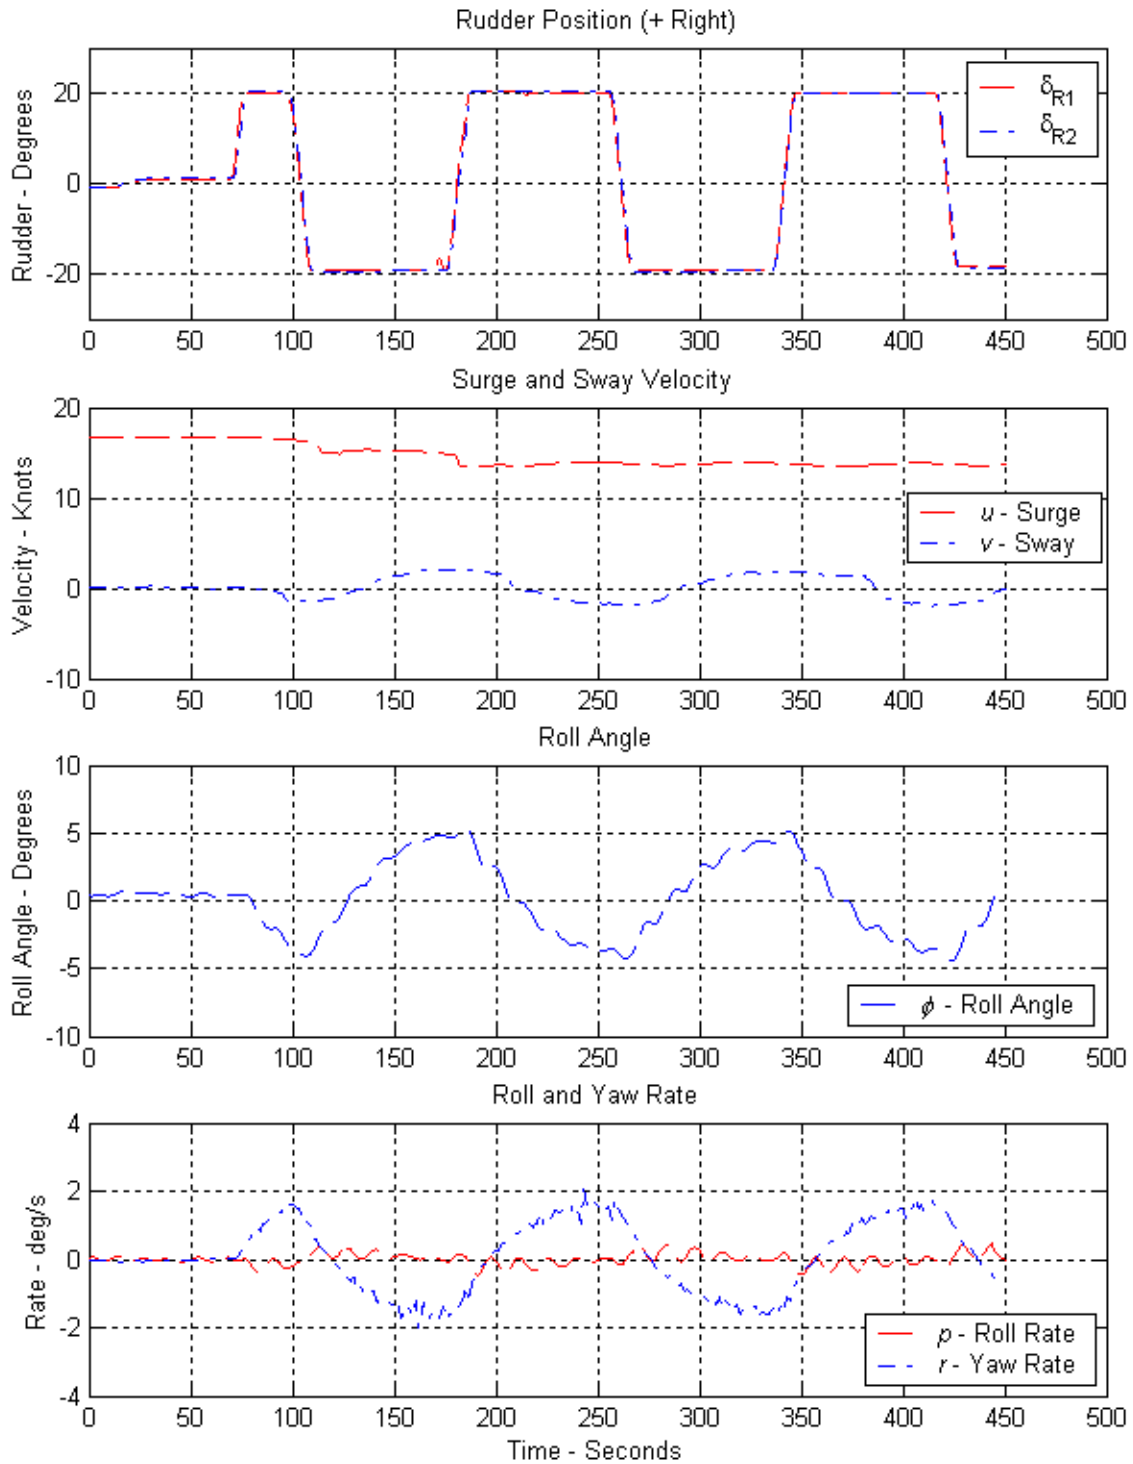 Rudder Position (+ Right)
Rudder - Degrees
20
0
-20
δR1
δR2
0 50 100 150 200 250 300 350 400 450 500
Surge and Sway Velocity
Velocity - Knots
20
10
0
-10
u - Surge
v - Sway
0 50 100 150 200 250 300 350 400 450 500
Roll Angle
Roll Angle - Degrees
10
5
0
-5
-10
ϕ - Roll Angle
0 50 100 150 200 250 300 350 400 450 500
Roll and Yaw Rate
Rate - deg/s
4
2
0
-2
-4
p - Roll Rate
r - Yaw Rate
0 50 100 150 200 250 300 350 400 450 500
Time - Seconds